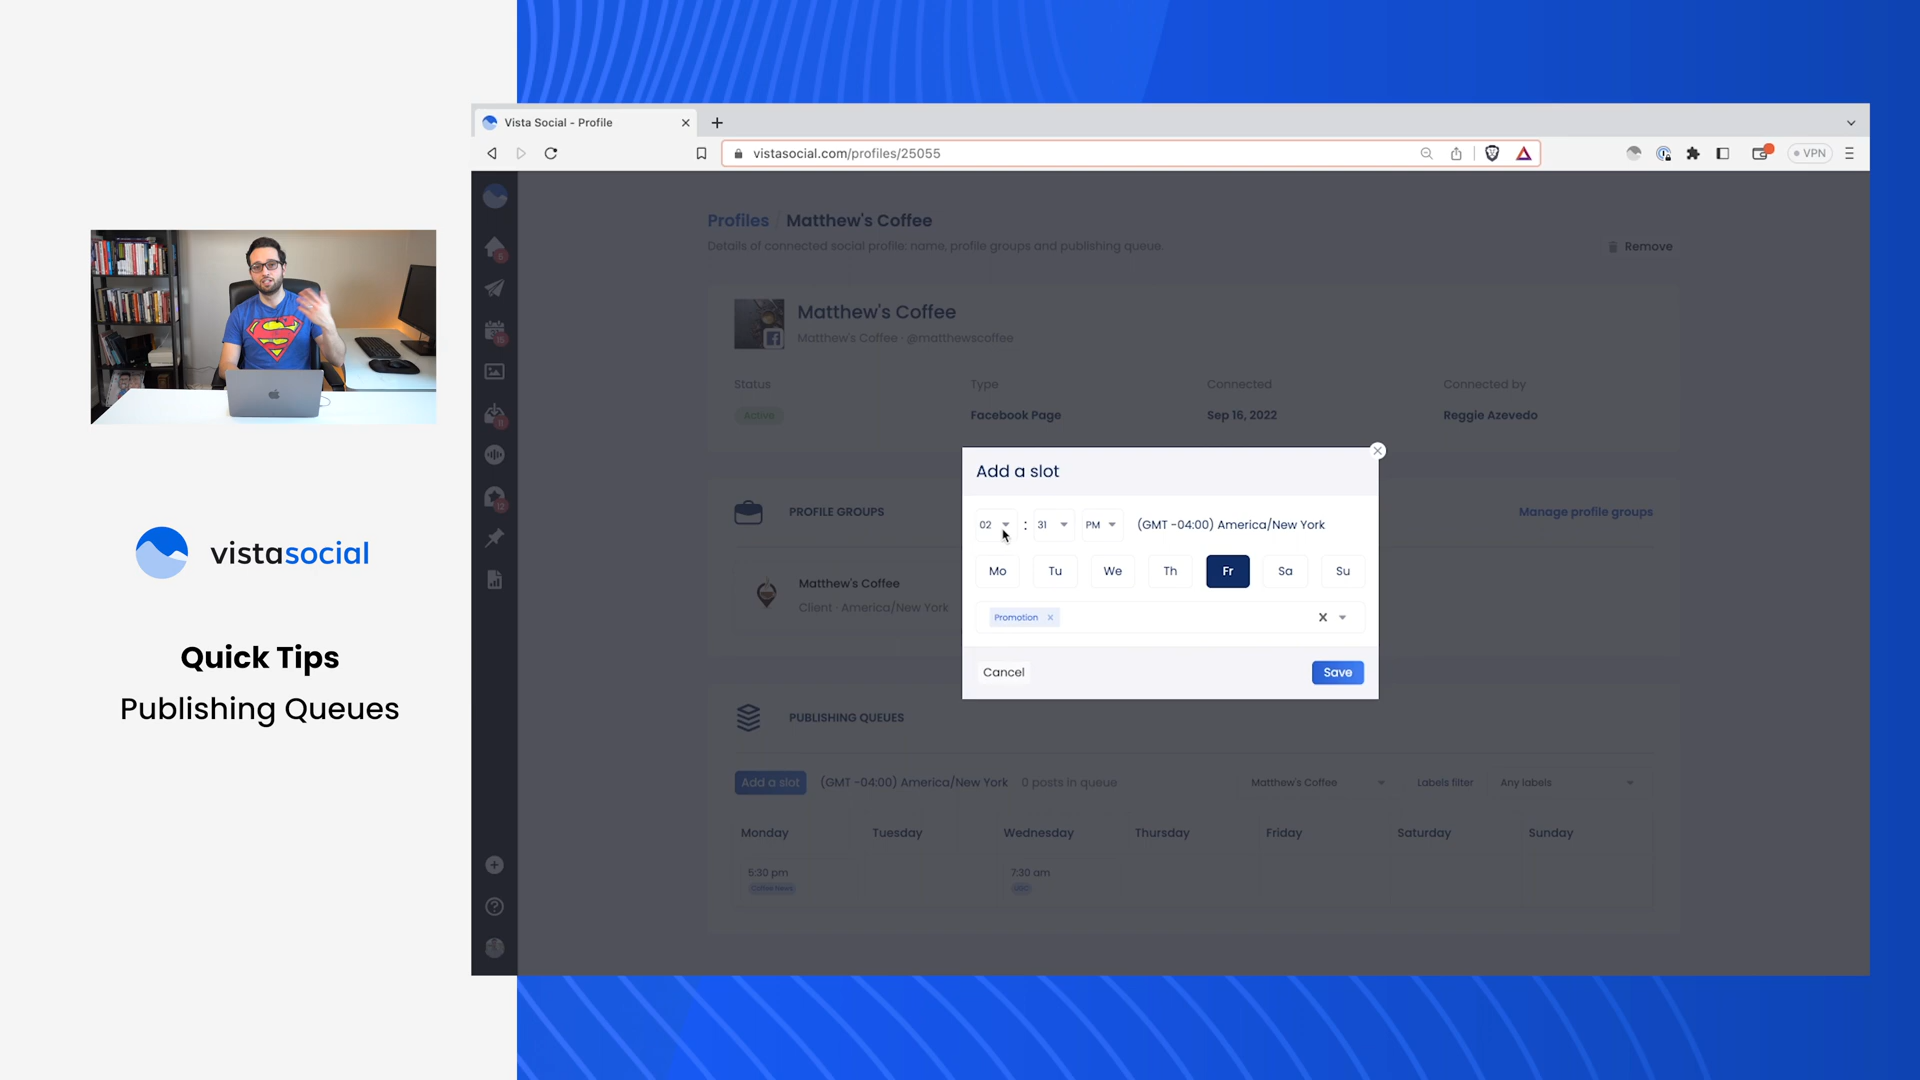 Vista Social - Profile
vistasocial.com/profiles/25055
VPN
Profiles / Matthew's Coffee
Details of connected social profile: name, profile groups and publishing queue.
Remove
Matthew's Coffee
Matthew's Coffee · @matthewscoffee
Status
Type
Connected
Connected by
Active
Facebook Page
Sep 16, 2022
Reggie Azevedo
Add a slot
PROFILE GROUPS
Manage profile groups
02 : 31 PM (GMT -04:00) America/New York
Mo Tu We Th Fr Sa Su
Matthew's Coffee
Client · America/New York
Promotion
Cancel
Save
PUBLISHING QUEUES
Add a slot
(GMT -04:00) America/New York
0 posts in queue
Matthew's Coffee
Labels filter
Any labels
Monday Tuesday Wednesday Thursday Friday Saturday Sunday
5:30 pm
7:30 am
Coffee News
UGC
vistasocial
Quick Tips
Publishing Queues